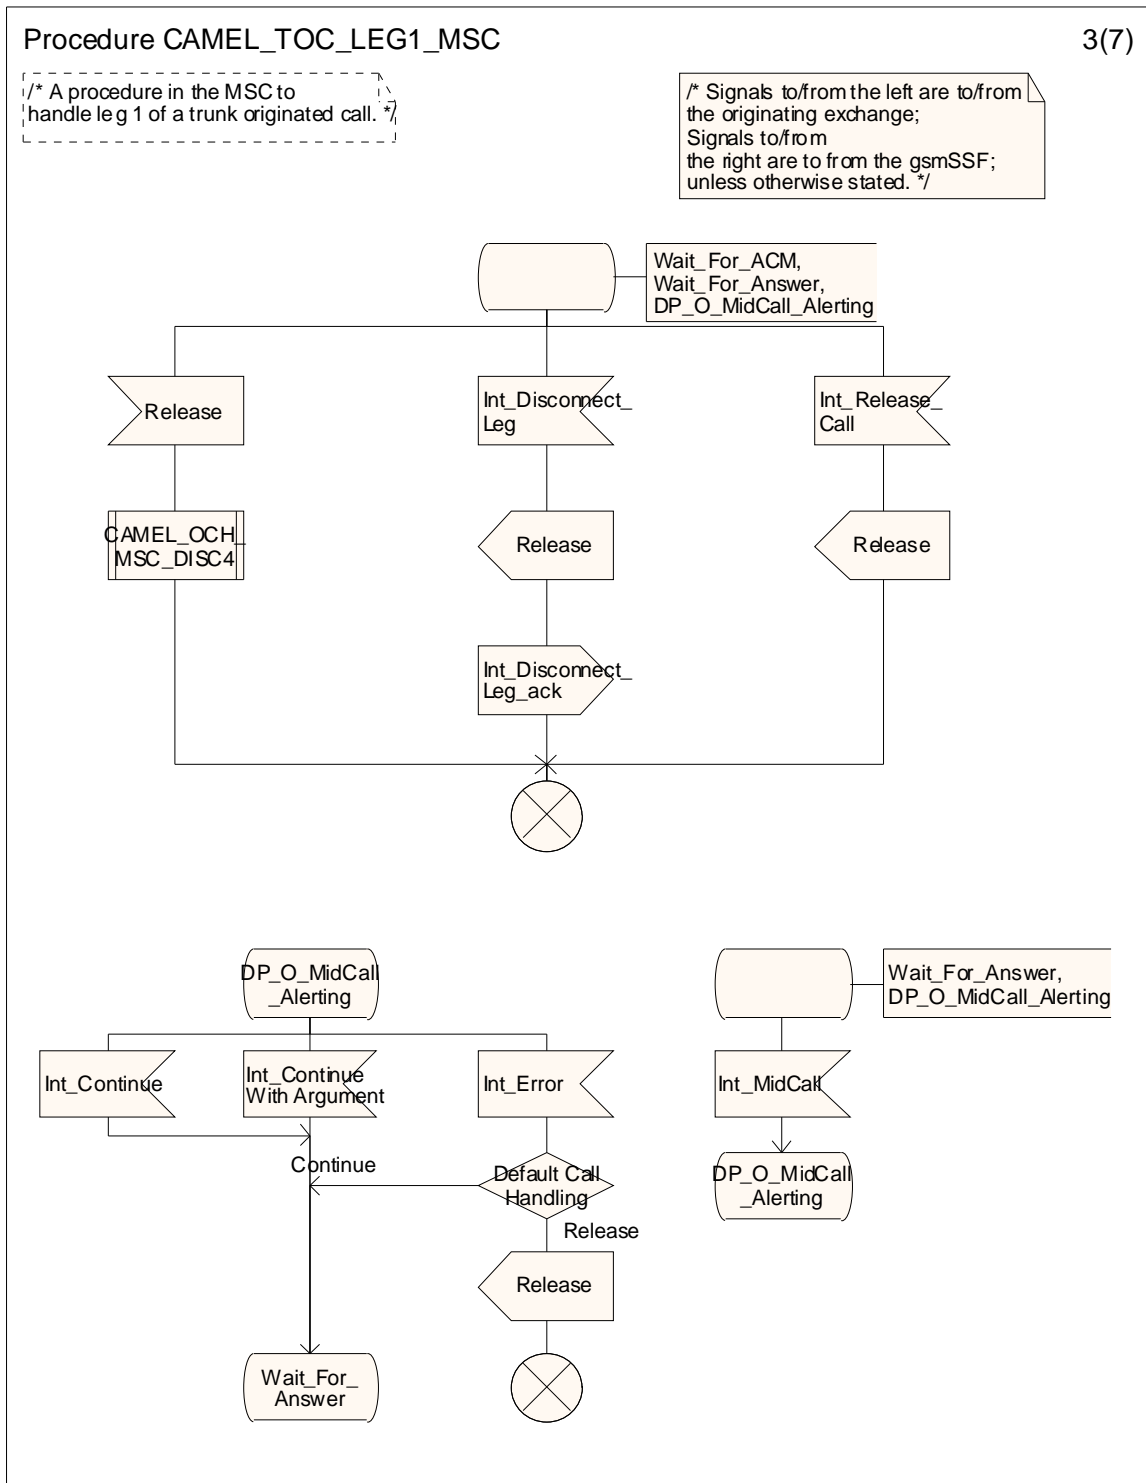 Procedure CAMEL_TOC_LEG1_MSC
3(7)
/* A procedure in the MSC to
handle leg 1 of a trunk originated call. */
/* Signals to/from the left are to/from
the originating exchange;
Signals to/from
the right are to from the gsmSSF;
unless otherwise stated. */
Wait_For_ACM,
Wait_For_Answer,
DP_O_MidCall_Alerting
Release
Int_Disconnect_
Leg
Int_Release_
Call
CAMEL_OCH_
MSC_DISC4
Release
Release
Int_Disconnect_
Leg_ack
DP_O_MidCall
_Alerting
Wait_For_Answer,
DP_O_MidCall_Alerting
Int_Continue
Int_Continue
With Argument
Int_Error
Int_MidCall
Continue
Default Call
Handling
DP_O_MidCall
_Alerting
Release
Release
Wait_For_
Answer